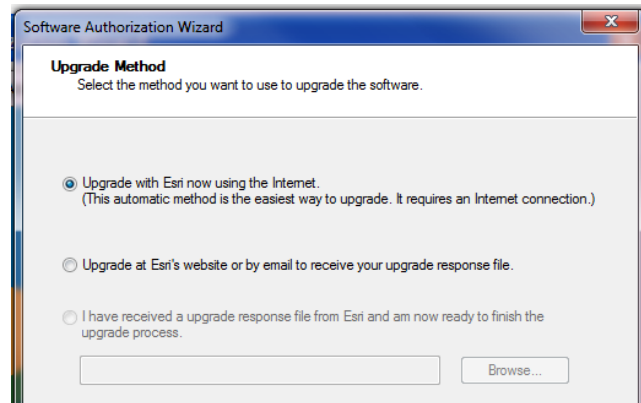 Software Authorization Wizard
Upgrade Method
Select the method you want to use to upgrade the software.
Upgrade with Esri now using the Internet.
(This automatic method is the easiest way to upgrade. It requires an Internet connection.)
Upgrade at Esri's website or by email to receive your upgrade response file.
I have received a upgrade response file from Esri and am now ready to finish the
upgrade process.
Browse...